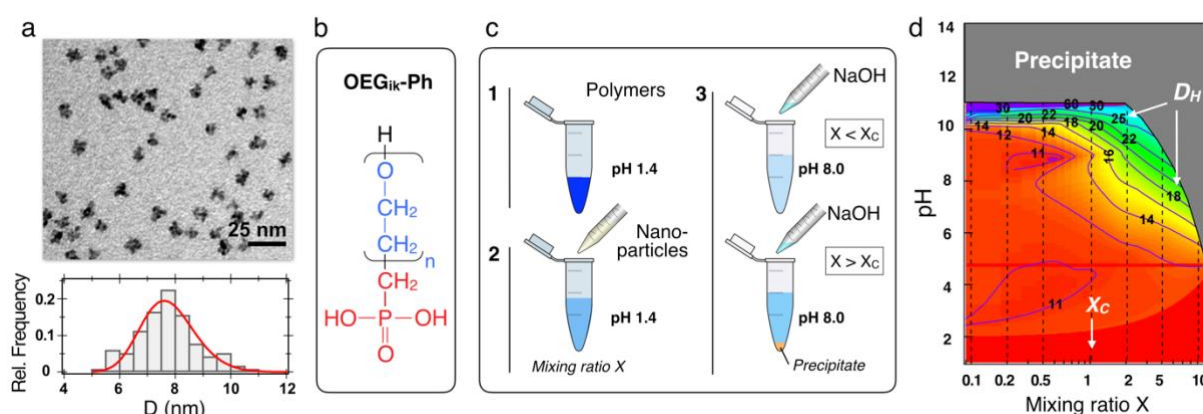 a
25 nm
Rel. Frequency
0.2
0.1
0
4 6 8 10 12
D (nm)
b
OEGik-Ph
H
O
CH2
CH2
n
CH2
HO P OH
O
c
1
Polymers
pH 1.4
2
Nano-
particles
pH 1.4
Mixing ratio X
3
NaOH
X < XC
pH 8.0
NaOH
X > XC
pH 8.0
Precipitate
d
14
12
10
8
6
4
2
pH
Precipitate
DH
30 60 30
20 22 25
14 18 20
12 14 16 22
11
18
14
11
XC
0.1 0.2 0.5 1 2 5 10
Mixing ratio X